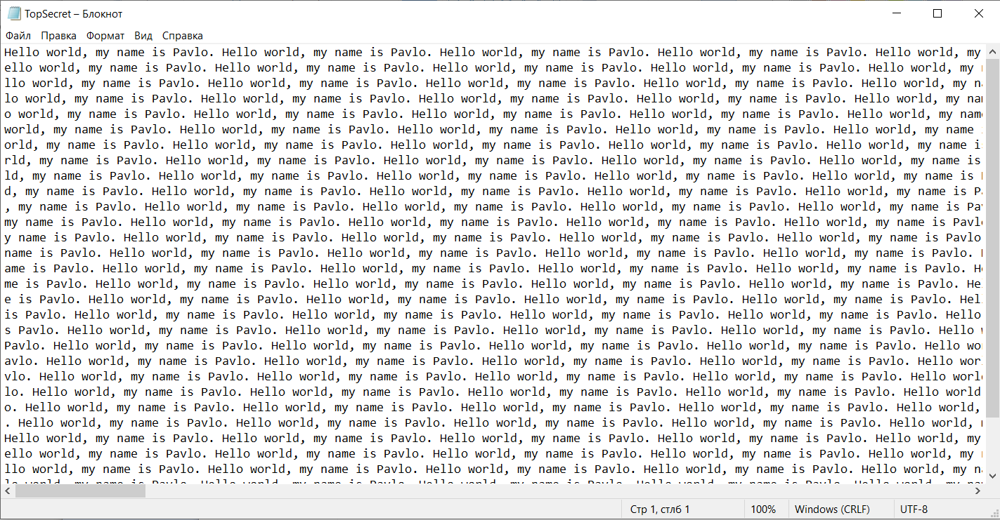 TopSecret – Блокнот
Файл Правка Формат Вид Справка
Hello world, my name is Pavlo. Hello world, my name is Pavlo. Hello world, my name is Pavlo. Hello world, my name is Pavlo. Hello world, my
ello world, my name is Pavlo. Hello world, my name is Pavlo. Hello world, my name is Pavlo. Hello world, my name is Pavlo. Hello world, my
llo world, my name is Pavlo. Hello world, my name is Pavlo. Hello world, my name is Pavlo. Hello world, my name is Pavlo. Hello world, my n
lo world, my name is Pavlo. Hello world, my name is Pavlo. Hello world, my name is Pavlo. Hello world, my name is Pavlo. Hello world, my na
o world, my name is Pavlo. Hello world, my name is Pavlo. Hello world, my name is Pavlo. Hello world, my name is Pavlo. Hello world, my nam
world, my name is Pavlo. Hello world, my name is Pavlo. Hello world, my name is Pavlo. Hello world, my name is Pavlo. Hello world, my name
orld, my name is Pavlo. Hello world, my name is Pavlo. Hello world, my name is Pavlo. Hello world, my name is Pavlo. Hello world, my name i
rld, my name is Pavlo. Hello world, my name is Pavlo. Hello world, my name is Pavlo. Hello world, my name is Pavlo. Hello world, my name is
ld, my name is Pavlo. Hello world, my name is Pavlo. Hello world, my name is Pavlo. Hello world, my name is Pavlo. Hello world, my name is
d, my name is Pavlo. Hello world, my name is Pavlo. Hello world, my name is Pavlo. Hello world, my name is Pavlo. Hello world, my name is P
, my name is Pavlo. Hello world, my name is Pavlo. Hello world, my name is Pavlo. Hello world, my name is Pavlo. Hello world, my name is Pa
my name is Pavlo. Hello world, my name is Pavlo. Hello world, my name is Pavlo. Hello world, my name is Pavlo. Hello world, my name is Pavl
y name is Pavlo. Hello world, my name is Pavlo. Hello world, my name is Pavlo. Hello world, my name is Pavlo. Hello world, my name is Pavlo
name is Pavlo. Hello world, my name is Pavlo. Hello world, my name is Pavlo. Hello world, my name is Pavlo. Hello world, my name is Pavlo.
ame is Pavlo. Hello world, my name is Pavlo. Hello world, my name is Pavlo. Hello world, my name is Pavlo. Hello world, my name is Pavlo. H
me is Pavlo. Hello world, my name is Pavlo. Hello world, my name is Pavlo. Hello world, my name is Pavlo. Hello world, my name is Pavlo. He
e is Pavlo. Hello world, my name is Pavlo. Hello world, my name is Pavlo. Hello world, my name is Pavlo. Hello world, my name is Pavlo. Hel
is Pavlo. Hello world, my name is Pavlo. Hello world, my name is Pavlo. Hello world, my name is Pavlo. Hello world, my name is Pavlo. Hello
s Pavlo. Hello world, my name is Pavlo. Hello world, my name is Pavlo. Hello world, my name is Pavlo. Hello world, my name is Pavlo. Hello
Pavlo. Hello world, my name is Pavlo. Hello world, my name is Pavlo. Hello world, my name is Pavlo. Hello world, my name is Pavlo. Hello wo
avlo. Hello world, my name is Pavlo. Hello world, my name is Pavlo. Hello world, my name is Pavlo. Hello world, my name is Pavlo. Hello wor
vlo. Hello world, my name is Pavlo. Hello world, my name is Pavlo. Hello world, my name is Pavlo. Hello world, my name is Pavlo. Hello worl
lo. Hello world, my name is Pavlo. Hello world, my name is Pavlo. Hello world, my name is Pavlo. Hello world, my name is Pavlo. Hello world
o. Hello world, my name is Pavlo. Hello world, my name is Pavlo. Hello world, my name is Pavlo. Hello world, my name is Pavlo. Hello world,
. Hello world, my name is Pavlo. Hello world, my name is Pavlo. Hello world, my name is Pavlo. Hello world, my name is Pavlo. Hello world,
Hello world, my name is Pavlo. Hello world, my name is Pavlo. Hello world, my name is Pavlo. Hello world, my name is Pavlo. Hello world, my
ello world, my name is Pavlo. Hello world, my name is Pavlo. Hello world, my name is Pavlo. Hello world, my name is Pavlo. Hello world, my
llo world, my name is Pavlo. Hello world, my name is Pavlo. Hello world, my name is Pavlo. Hello world, my name is Pavlo. Hello world, my n
Стр 1, стлб 1 100% Windows (CRLF) UTF-8